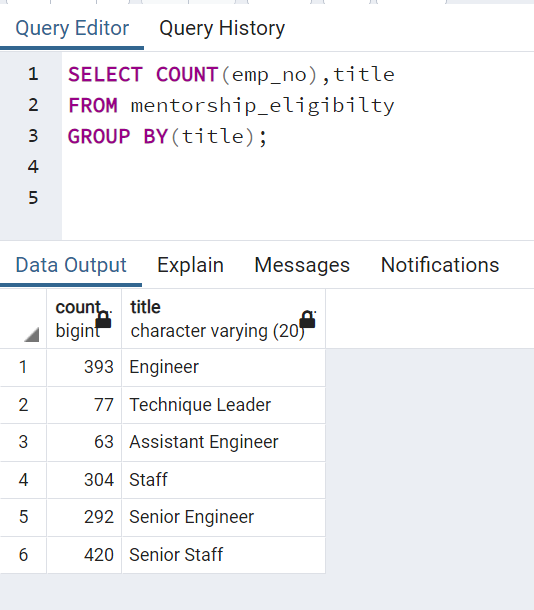 Query Editor Query History
1 SELECT COUNT(emp_no),title
2 FROM mentorship_eligibilty
3 GROUP BY(title);
4
5
Data Output Explain Messages Notifications
count title
bigint character varying (20)
1 393 Engineer
2 77 Technique Leader
3 63 Assistant Engineer
4 304 Staff
5 292 Senior Engineer
6 420 Senior Staff